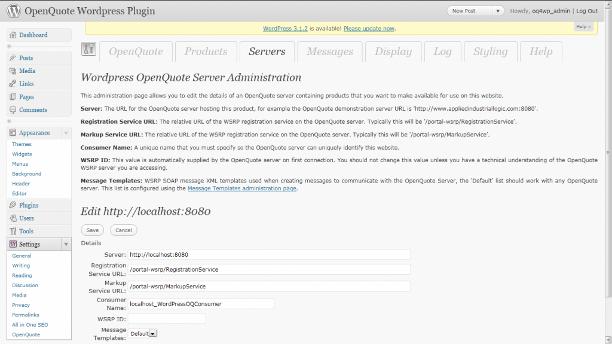 OpenQuote Wordpress Plugin
New Post
Howdy, oq4wp_admin | Log Out
WordPress 3.1.2 is available! Please update now.
Help
Dashboard
Posts
Media
Links
Pages
Comments
Appearance
Themes
Widgets
Menus
Background
Header
Editor
Plugins
Users
Tools
Settings
General
Writing
Reading
Discussion
Media
Privacy
Permalinks
All in One SEO
OpenQuote
OpenQuote
Products
Servers
Messages
Display
Log
Styling
Help
Wordpress OpenQuote Server Administration
This administration page allows you to edit the details of an OpenQuote server containing products that you want to make available for use on this website.
Server: The URL for the OpenQuote server hosting this product, for example the OpenQuote demonstration server URL is 'http://www.appliedindustriallogic.com:8080'.
Registration Service URL: The relative URL of the WSRP registration service on the OpenQuote server. Typically this will be '/portal-wsrp/RegistrationService'.
Markup Service URL: The relative URL of the WSRP registration service on the OpenQuote server. Typically this will be '/portal-wsrp/MarkupService'.
Consumer Name: A unique name that you must specify so the OpenQuote server can uniquely identify this website.
WSRP ID: This value is automatically supplied by the OpenQuote server on first connection. You should not change this value unless you have a technical understanding of the OpenQuote
WSRP server you are accessing.
Message Templates: WSRP SOAP message XML templates used when creating messages to communicate with the OpenQuote Server, the 'Default' list should work with any OpenQuote
server. This list is configured using the Message Templates administration page.
Edit http://localhost:8080
Save
Cancel
Details
Server: http://localhost:8080
Registration
Service URL: /portal-wsrp/RegistrationService
Markup
Service URL: /portal-wsrp/MarkupService
Consumer
Name: localhost_WordPressOQConsumer
WSRP ID:
Message
Templates: Default